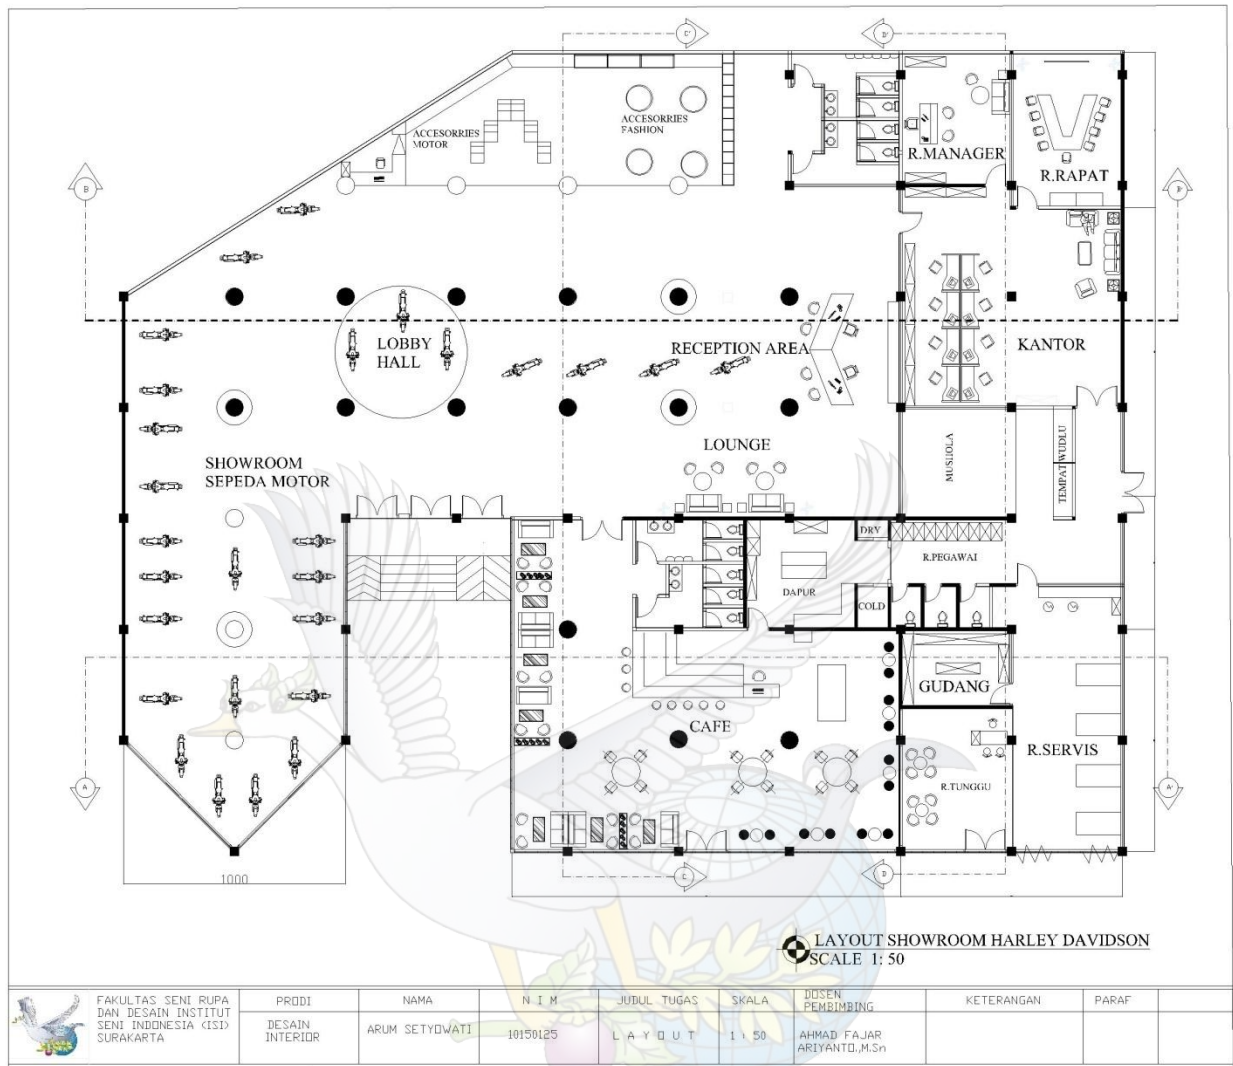 C'
D'
ACCESORRIES
MOTOR
ACCESORRIES
FASHION
R.MANAGER
R.RAPAT
B
B'
LOBBY
HALL
RECEPTION AREA
KANTOR
LOUNGE
MUSHOLA
TEMPAT WUDLU
SHOWROOM
SEPEDA MOTOR
DRY
R.PEGAWAI
DAPUR
COLD
GUDANG
CAFE
R.SERVIS
R.TUNGGU
A
A'
1000
C
D
LAYOUT SHOWROOM HARLEY DAVIDSON
SCALE 1: 50
FAKULTAS SENI RUPA
DAN DESAIN INSTITUT
SENI INDONESIA (ISI)
SURAKARTA
PRODI
DESAIN
INTERIOR
NAMA
ARUM SETYOWATI
N I M
10150125
JUDUL TUGAS
L A Y O U T
SKALA
1 : 50
DOSEN
PEMBIMBING
AHMAD FAJAR
ARIYANTO.,M.Sn
KETERANGAN
PARAF